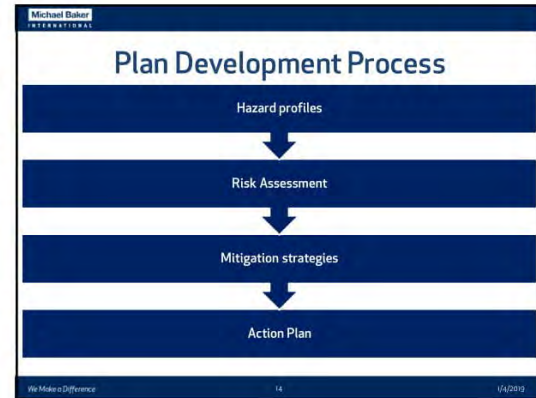 Michael Baker
INTERNATIONAL
Plan Development Process
Hazard profiles
Risk Assessment
Mitigation strategies
Action Plan
We Make a Difference
14
1/4/2019